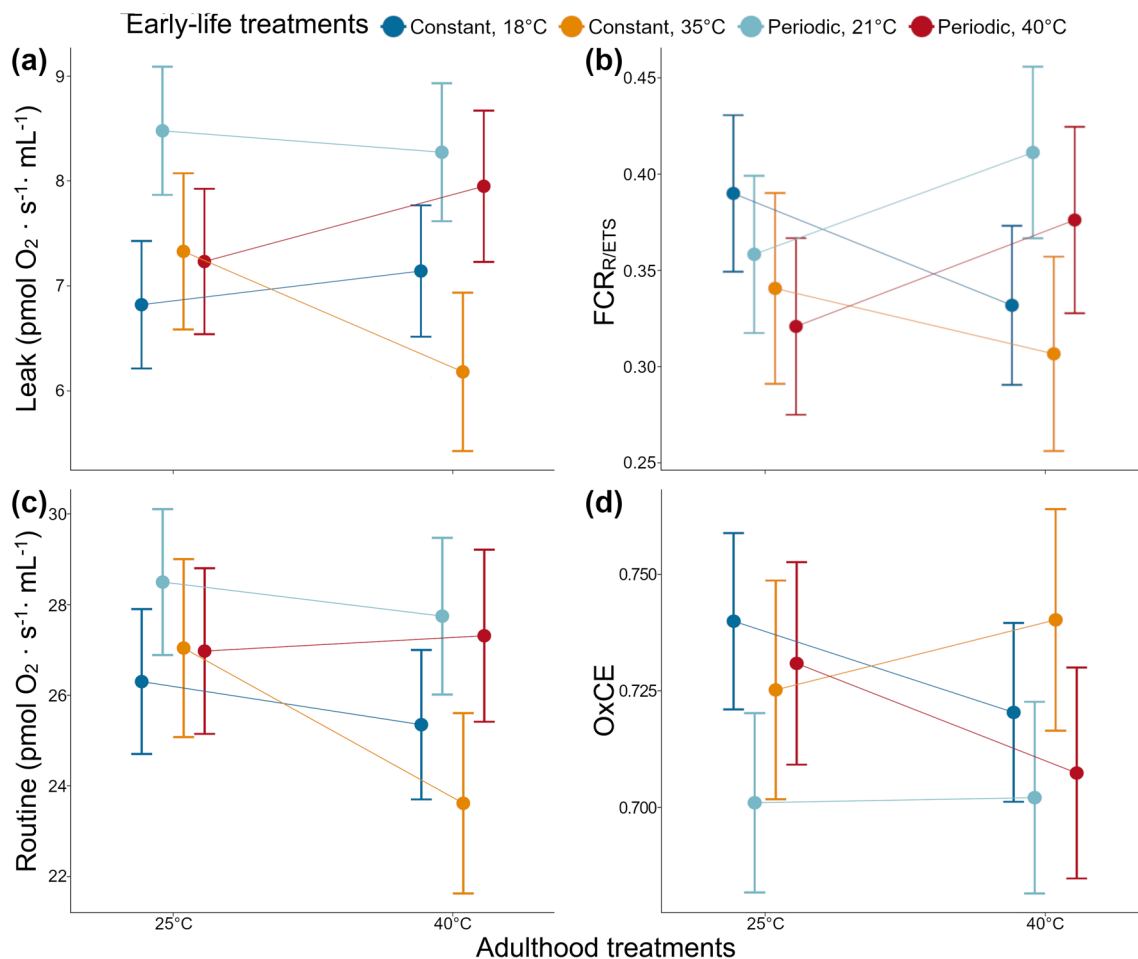 Early-life treatments Constant, 18°C Constant, 35°C Periodic, 21°C Periodic, 40°C
(a)
Leak (pmol O₂ · s⁻¹· mL⁻¹)
9
8
7
6
(b)
FCR_R/ETS
0.45
0.40
0.35
0.30
0.25
(c)
Routine (pmol O₂ · s⁻¹· mL⁻¹)
30
28
26
24
22
25°C 40°C
(d)
OxCE
0.750
0.725
0.700
25°C 40°C
Adulthood treatments